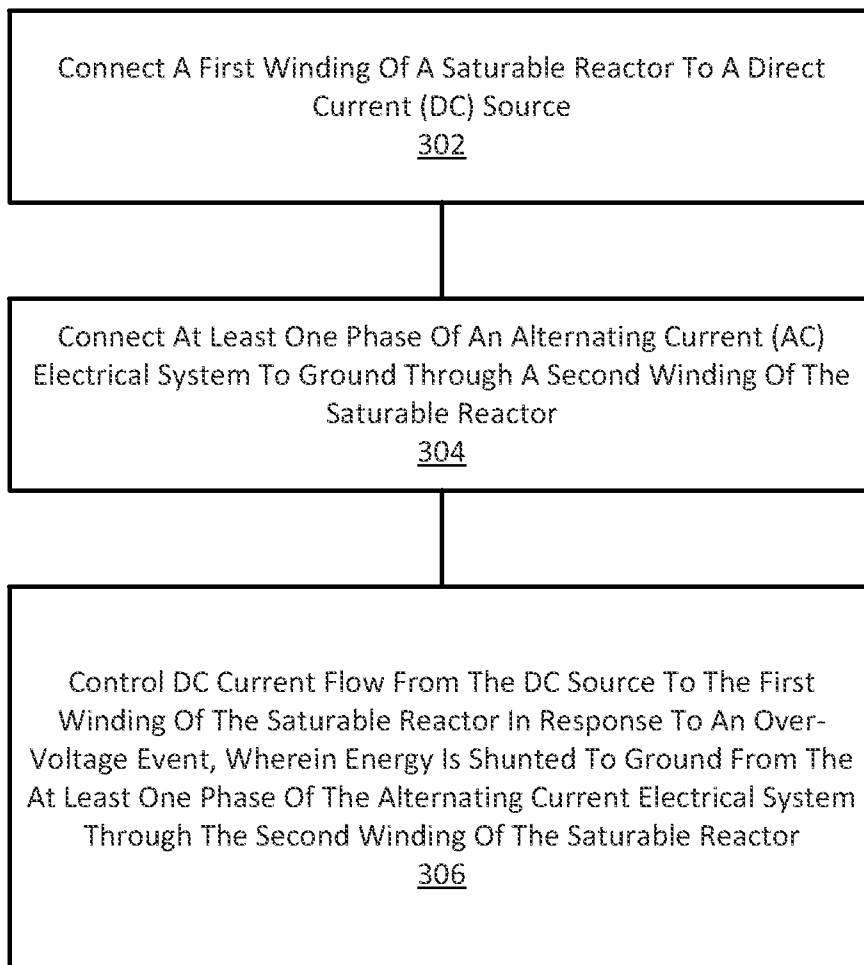 Connect A First Winding Of A Saturable Reactor To A Direct
Current (DC) Source
302
Connect At Least One Phase Of An Alternating Current (AC)
Electrical System To Ground Through A Second Winding Of The
Saturable Reactor
304
Control DC Current Flow From The DC Source To The First
Winding Of The Saturable Reactor In Response To An Over-
Voltage Event, Wherein Energy Is Shunted To Ground From The
At Least One Phase Of The Alternating Current Electrical System
Through The Second Winding Of The Saturable Reactor
306